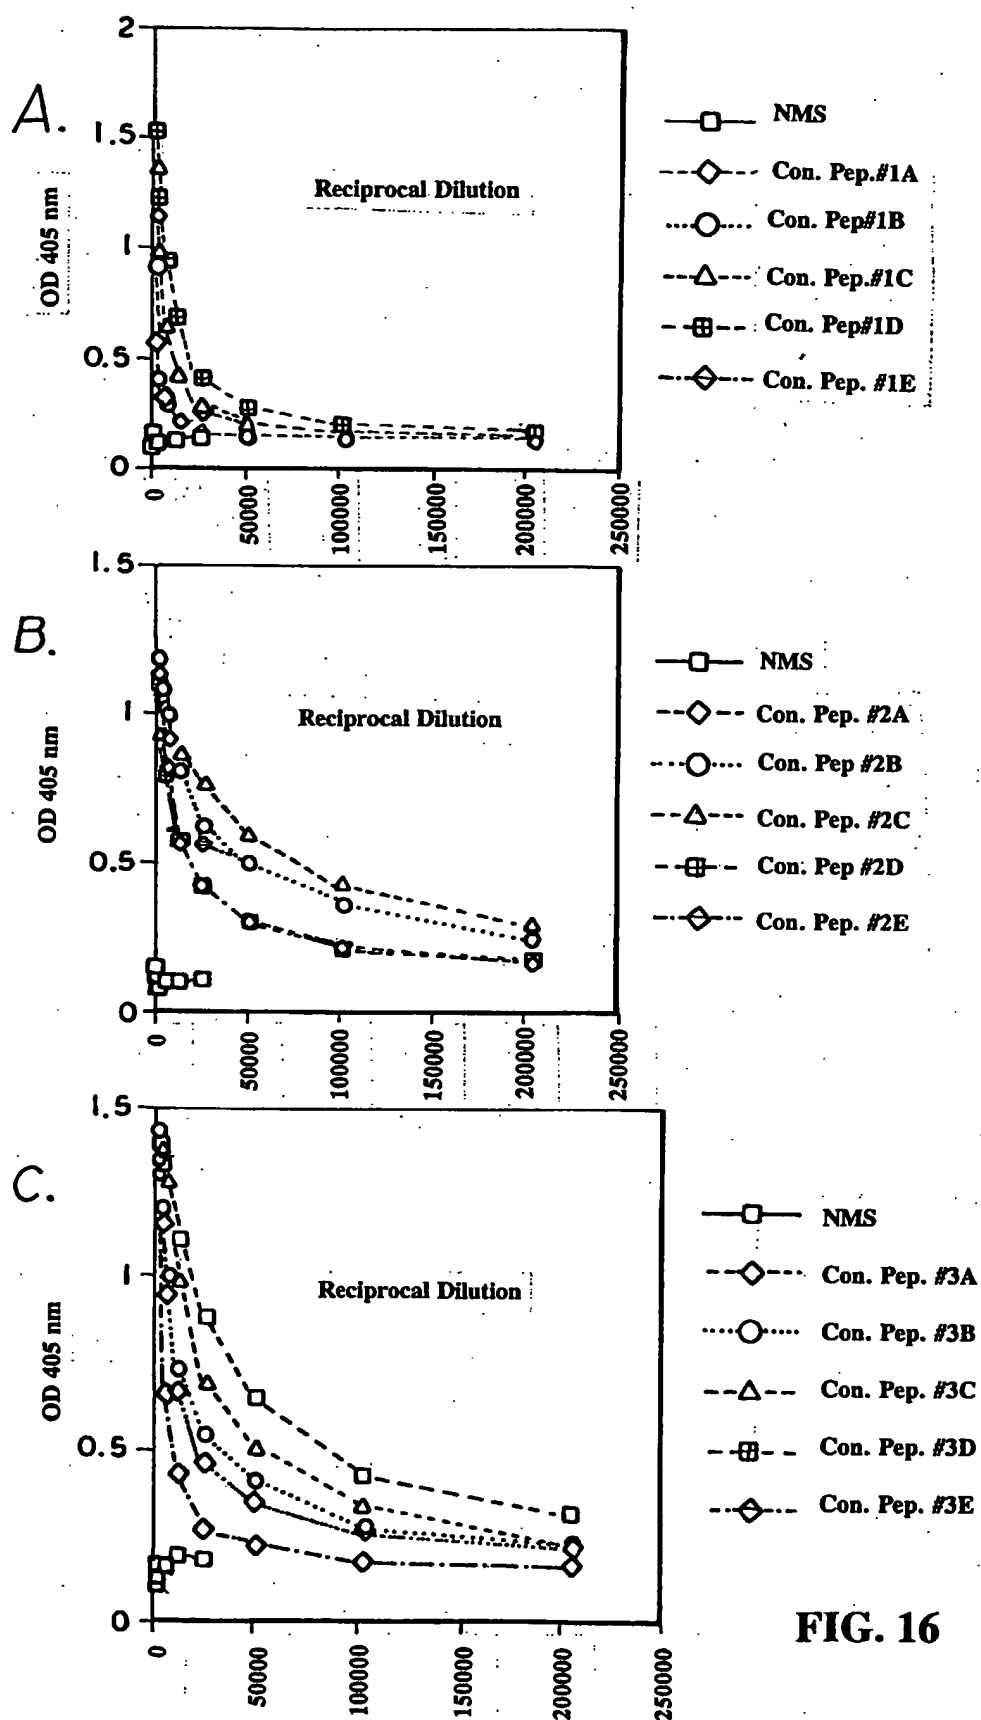 A.
OD 405 nm
2
1.5
1
0.5
0
Reciprocal Dilution
0
50000
100000
150000
200000
250000
NMS
Con. Pep.#1A
Con. Pep#1B
Con. Pep.#1C
Con. Pep#1D
Con. Pep. #1E
B.
OD 405 nm
1.5
1
0.5
0
Reciprocal Dilution
0
50000
100000
150000
200000
250000
NMS
Con. Pep. #2A
Con. Pep #2B
Con. Pep. #2C
Con. Pep #2D
Con. Pep. #2E
C.
OD 405 nm
1.5
1
0.5
0
Reciprocal Dilution
0
50000
100000
150000
200000
250000
NMS
Con. Pep. #3A
Con. Pep. #3B
Con. Pep. #3C
Con. Pep. #3D
Con. Pep. #3E
FIG. 16